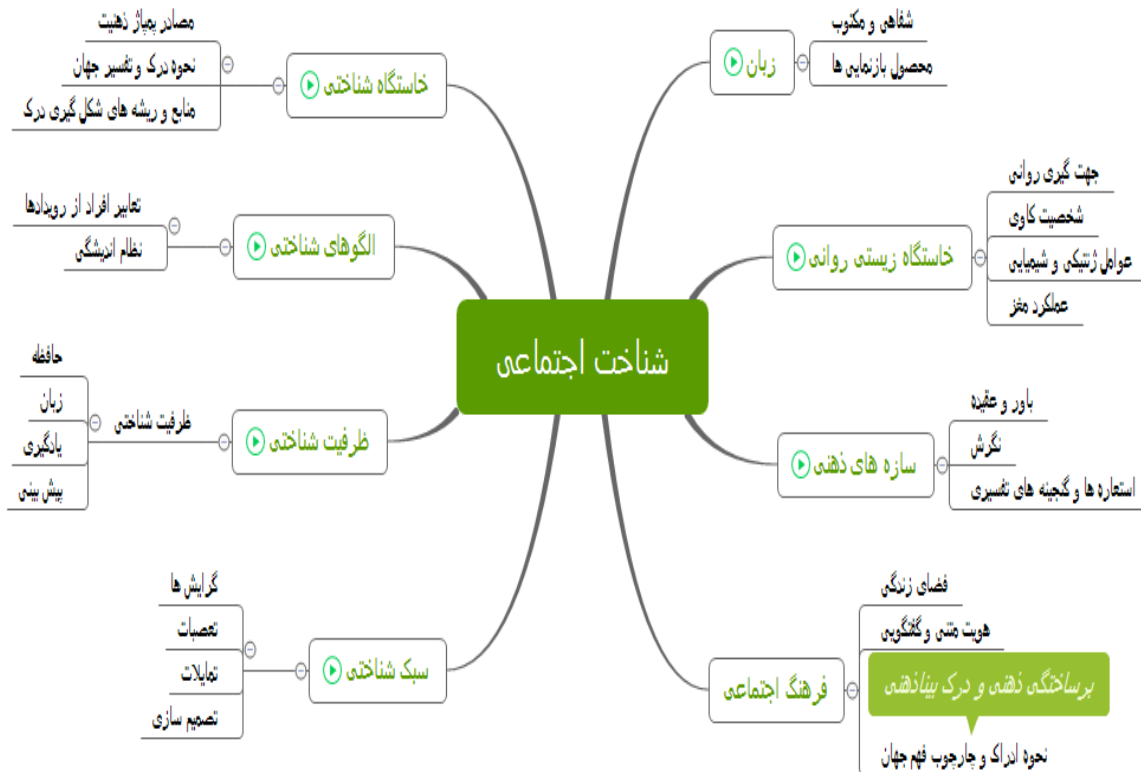 شناخت اجتماعی
زبان
شفاهی و مکتوب
محصول بازنمایی ها
خاستگاه زیستی روانی
جهت گیری روانی
شخصیت کاوی
عوامل ژنتیکی و شیمیایی
عملکرد مغز
سازه های ذهنی
باور و عقیده
نگرش
استعاره ها و گنجینه های تفسیری
فرهنگ اجتماعی
فضای زندگی
هویت متنی و گفتگویی
برساختگی ذهنی و درک بیناذهنی
نحوه ادراک و چارچوب فهم جهان
خاستگاه شناختی
مصادر پمپاژ ذهنیت
نحوه درک و تفسیر جهان
منابع و ریشه های شکل گیری درک
الگوهای شناختی
تعابیر افراد از رویدادها
نظام اندیشگی
ظرفیت شناختی
ظرفیت شناختی
حافظه
زبان
یادگیری
پیش بینی
سبک شناختی
گرایش ها
تعصبات
تمایلات
تصمیم سازی